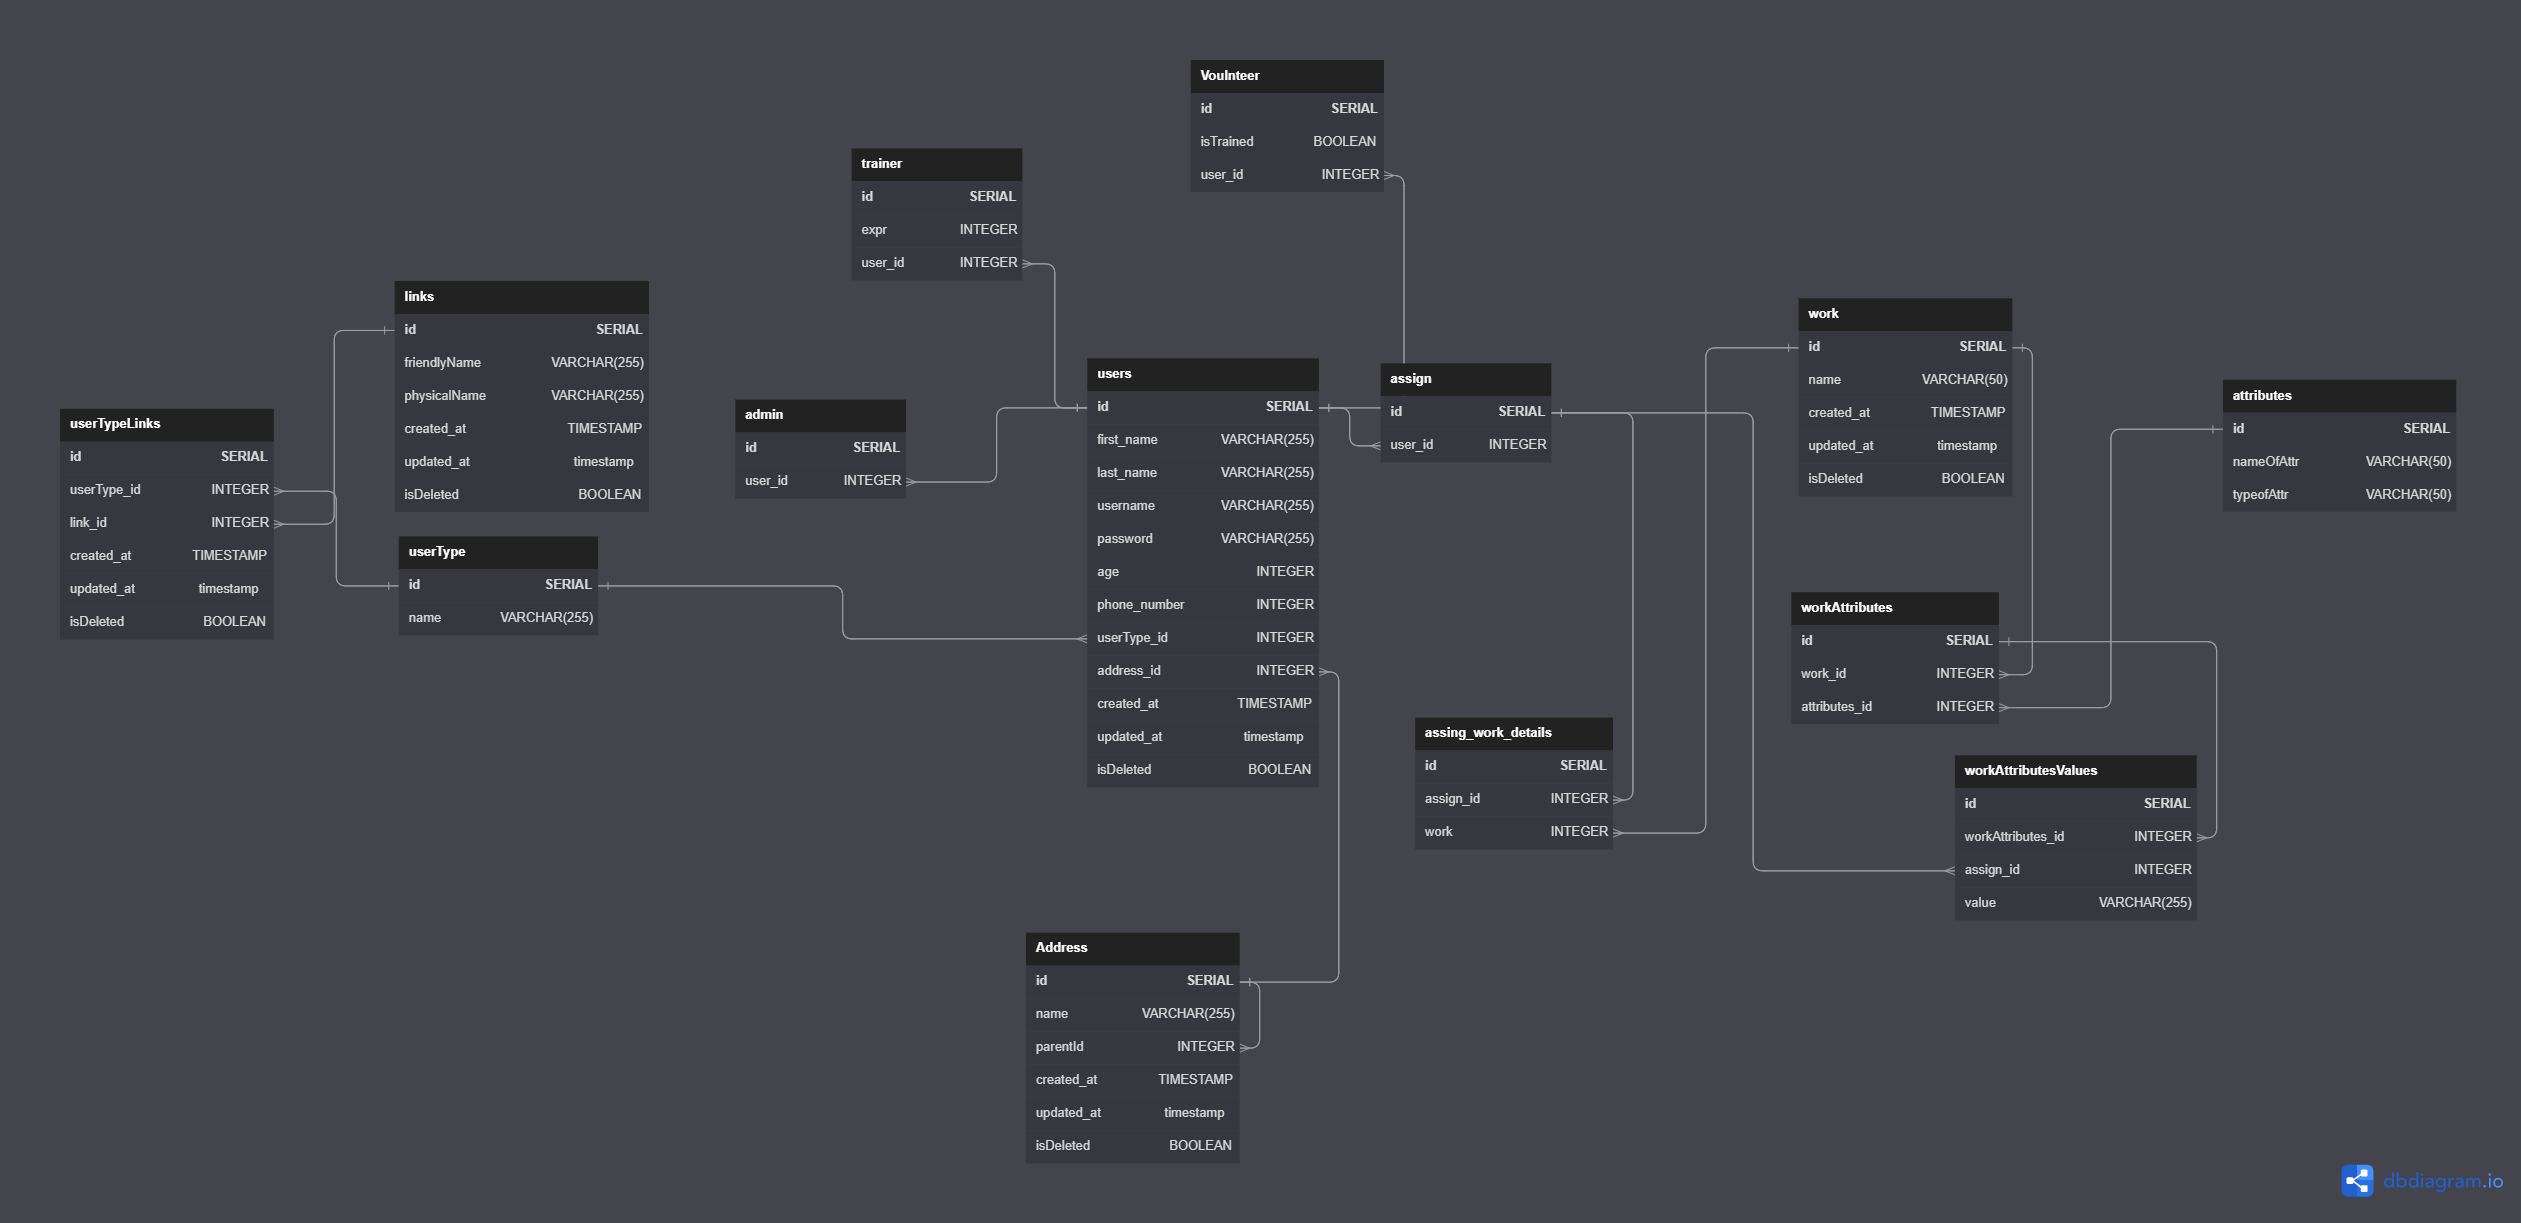 Voulnteer
id SERIAL
isTrained BOOLEAN
user_id INTEGER
trainer
id SERIAL
expr INTEGER
user_id INTEGER
links
id SERIAL
friendlyName VARCHAR(255)
physicalName VARCHAR(255)
created_at TIMESTAMP
updated_at timestamp
isDeleted BOOLEAN
userTypeLinks
id SERIAL
userType_id INTEGER
link_id INTEGER
created_at TIMESTAMP
updated_at timestamp
isDeleted BOOLEAN
userType
id SERIAL
name VARCHAR(255)
admin
id SERIAL
user_id INTEGER
users
id SERIAL
first_name VARCHAR(255)
last_name VARCHAR(255)
username VARCHAR(255)
password VARCHAR(255)
age INTEGER
phone_number INTEGER
userType_id INTEGER
address_id INTEGER
created_at TIMESTAMP
updated_at timestamp
isDeleted BOOLEAN
assign
id SERIAL
user_id INTEGER
work
id SERIAL
name VARCHAR(50)
created_at TIMESTAMP
updated_at timestamp
isDeleted BOOLEAN
attributes
id SERIAL
nameOfAttr VARCHAR(50)
typeofAttr VARCHAR(50)
workAttributes
id SERIAL
work_id INTEGER
attributes_id INTEGER
assing_work_details
id SERIAL
assign_id INTEGER
work INTEGER
workAttributesValues
id SERIAL
workAttributes_id INTEGER
assign_id INTEGER
value VARCHAR(255)
Address
id SERIAL
name VARCHAR(255)
parentId INTEGER
created_at TIMESTAMP
updated_at timestamp
isDeleted BOOLEAN
dbdiagram.io